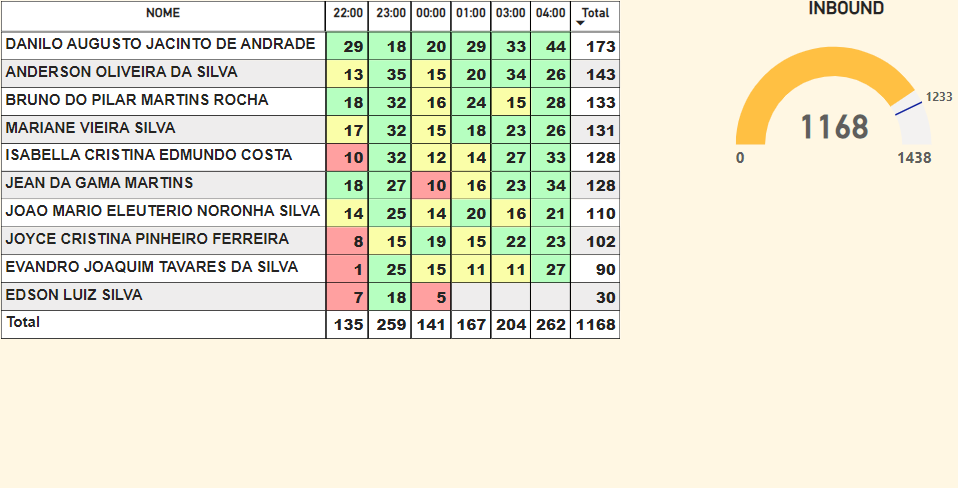 NOME 22:00 23:00 00:00 01:00 03:00 04:00 Total
DANILO AUGUSTO JACINTO DE ANDRADE 29 18 20 29 33 44 173
ANDERSON OLIVEIRA DA SILVA 13 35 15 20 34 26 143
BRUNO DO PILAR MARTINS ROCHA 18 32 16 24 15 28 133
MARIANE VIEIRA SILVA 17 32 15 18 23 26 131
ISABELLA CRISTINA EDMUNDO COSTA 10 32 12 14 27 33 128
JEAN DA GAMA MARTINS 18 27 10 16 23 34 128
JOAO MARIO ELEUTERIO NORONHA SILVA 14 25 14 20 16 21 110
JOYCE CRISTINA PINHEIRO FERREIRA 8 15 19 15 22 23 102
EVANDRO JOAQUIM TAVARES DA SILVA 1 25 15 11 11 27 90
EDSON LUIZ SILVA 7 18 5 30
Total 135 259 141 167 204 262 1168
INBOUND
1233
1168
0 1438